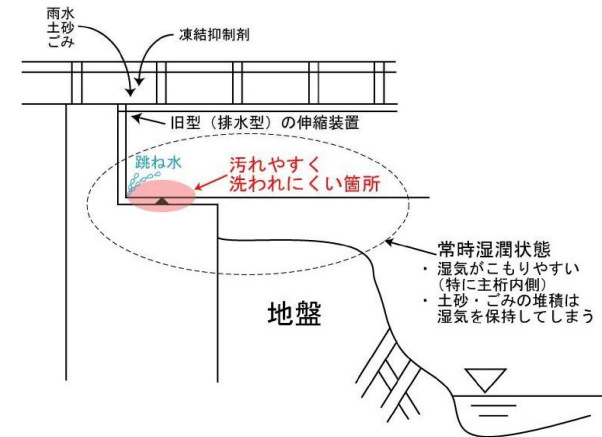 雨水
土砂
ごみ
凍結抑制剤
旧型（排水型）の伸縮装置
跳ね水
汚れやすく
洗われにくい箇所
常時湿潤状態
・湿気がこもりやすい
（特に主桁内側）
・土砂・ごみの堆積は
湿気を保持してしまう
地盤